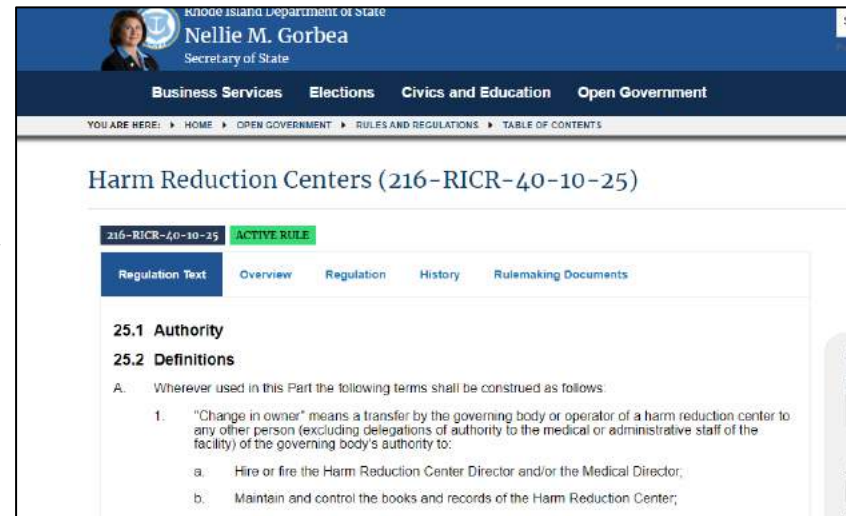 Rhode Island Department of State
Nellie M. Gorbea
Secretary of State
Business Services Elections Civics and Education Open Government
YOU ARE HERE: HOME OPEN GOVERNMENT RULES AND REGULATIONS TABLE OF CONTENTS
Harm Reduction Centers (216-RICR-40-10-25)
216-RICR-40-10-25 ACTIVE RULE
Regulation Text Overview Regulation History Rulemaking Documents
25.1 Authority
25.2 Definitions
A. Wherever used in this Part the following terms shall be construed as follows:
1. "Change in owner" means a transfer by the governing body or operator of a harm reduction center to
any other person (excluding delegations of authority to the medical or administrative staff of the
facility) of the governing body's authority to:
a. Hire or fire the Harm Reduction Center Director and/or the Medical Director;
b. Maintain and control the books and records of the Harm Reduction Center;